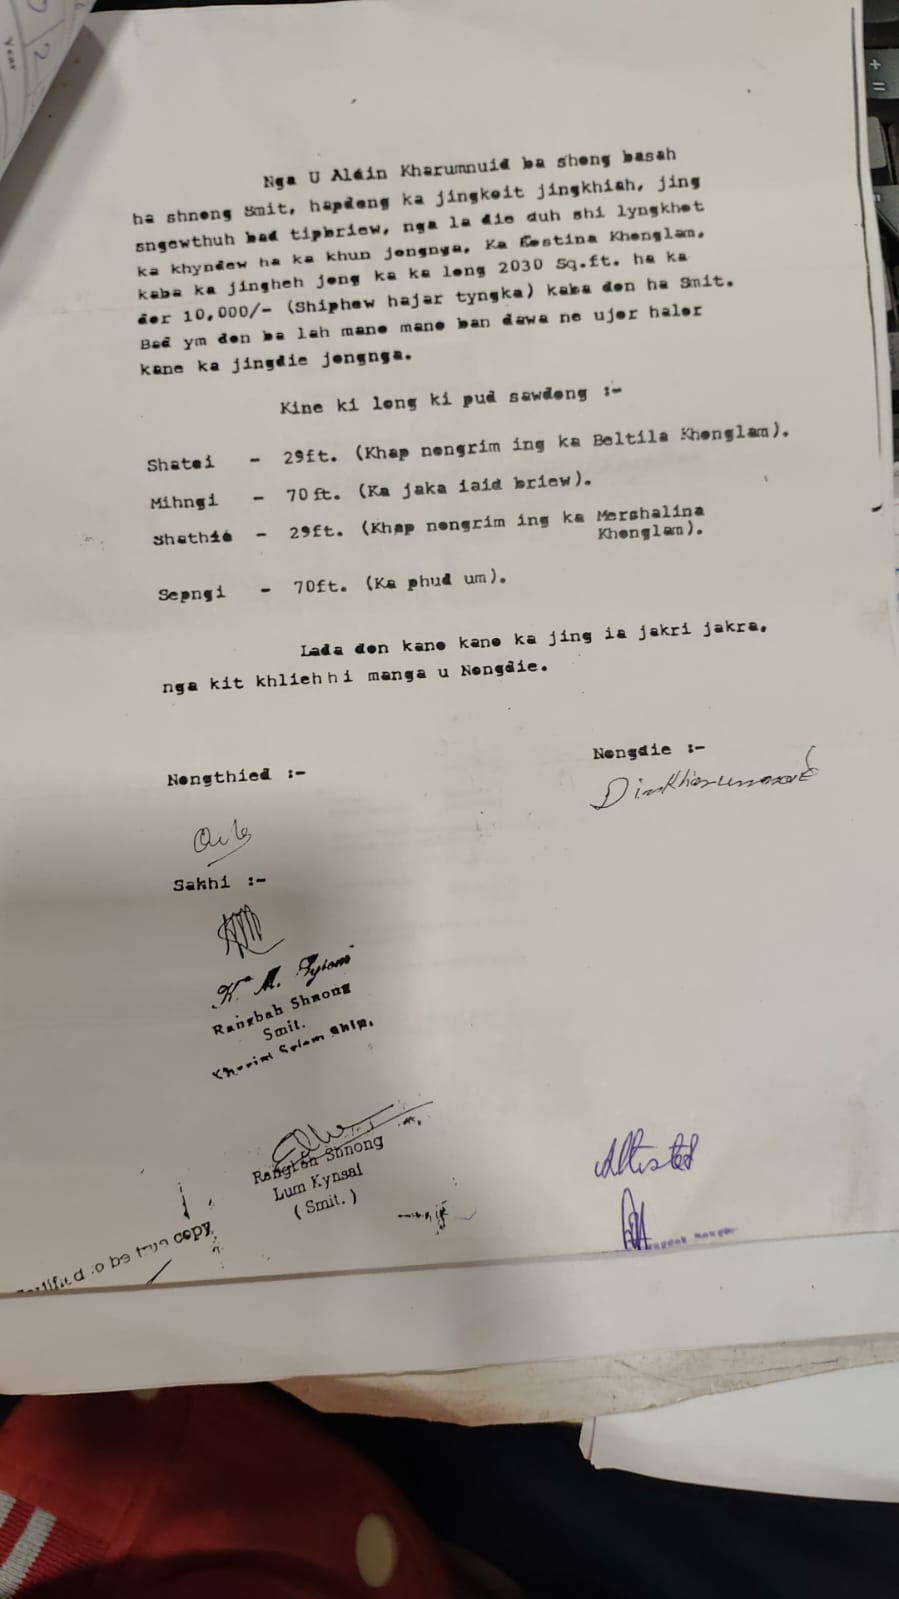 Nga U Aldin Kharumnuid ba shong basah
ha shnong Smit, hapdeng ka jingkoit jingkhiah, jing
sngewthuh bad tipbriew, nga la die duh shi lyngkhot
ka khyndew ha ka khun jongnga, Ka Eostina Khonglam,
kaba ka jingheh jong ka ka long 2030 Sq.ft. ha ka
dor 10,000/- (Shiphew hajar tyngka) kaba don ha Smit.
Bad ym don ba lah mano mano ban dawa ne ujor halor
kane ka jingdie jongnga.
Kine ki long ki pud sawdong :-
Shatei - 29ft. (Khap nongrim ing ka Beltila Khonglam).
Mihngi - 70ft. (Ka jaka iaid briew).
Shathie - 29ft. (Khap nongrim ing ka Mershalina
Khonglam).
Sepngi - 70ft. (Ka phud um).
Lada don kano kano ka jing ia jakri jakra,
nga kit khlieh hi manga u Nongdie.
Nongthied :-
Nongdie :-
Sakhi :-
K. M.
Rangbah Shnong
Smit.
Attested
Rangbah Shnong
Lum Kynsai
(Smit.)
to be true copy
Year